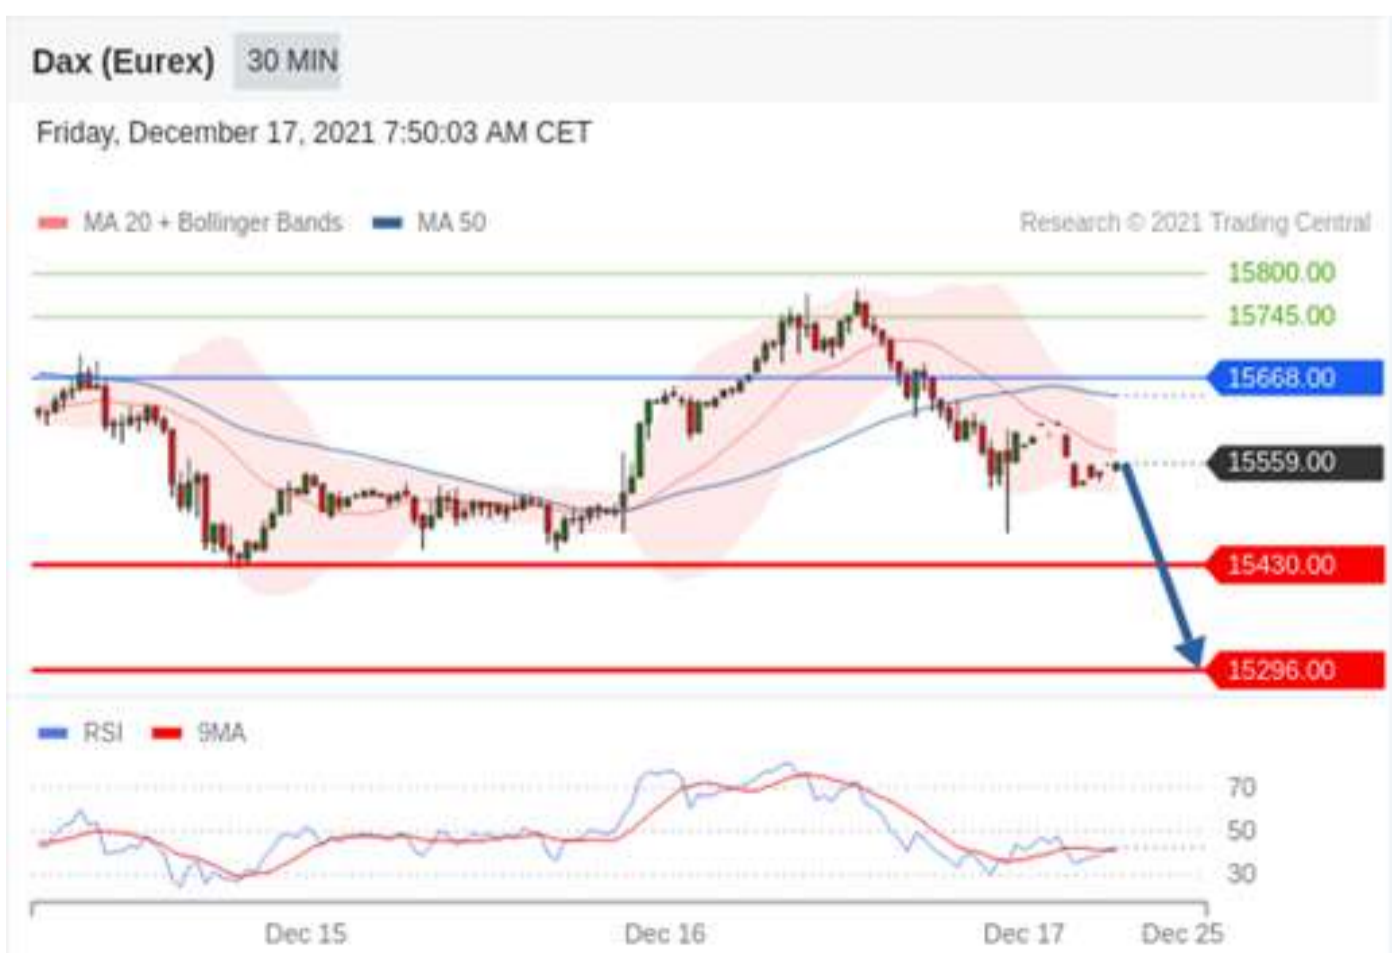 Dax (Eurex) 30 MIN
Friday, December 17, 2021 7:50:03 AM CET
MA 20 + Bollinger Bands MA 50 Research © 2021 Trading Central
15800.00
15745.00
15668.00
15559.00
15430.00
15296.00
RSI 9MA
70
50
30
Dec 15 Dec 16 Dec 17 Dec 25